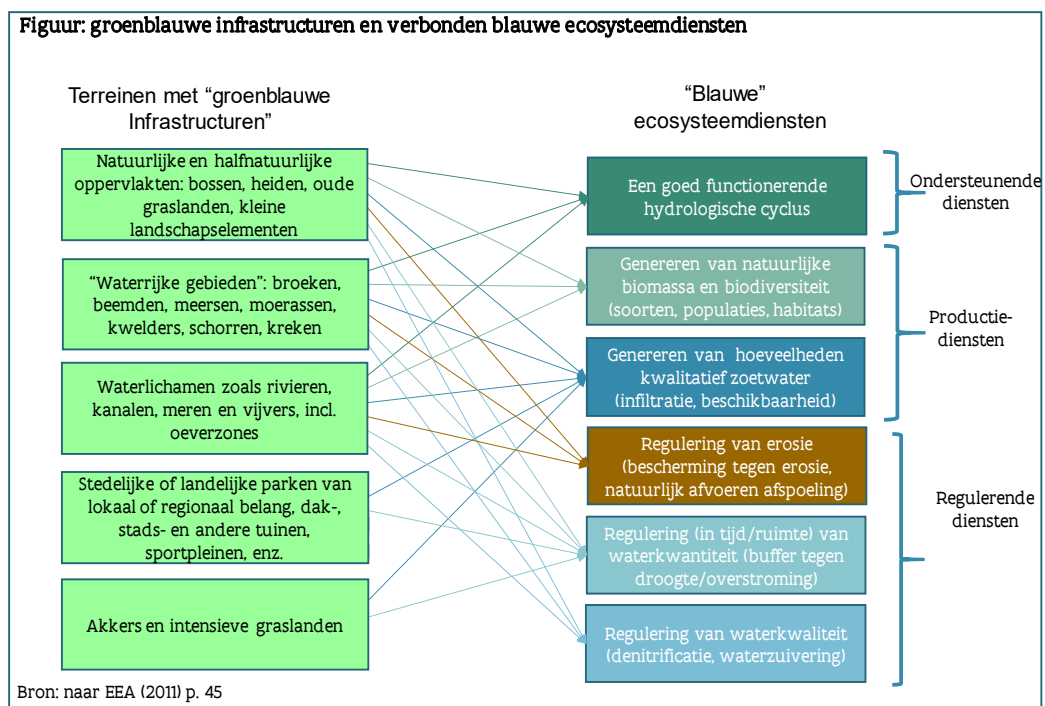 Figuur: groenblauwe infrastructuren en verbonden blauwe ecosysteemdiensten
Terreinen met “groenblauwe
Infrastructuren”
Natuurlijke en halfnatuurlijke
oppervlakten: bossen, heiden, oude
graslanden, kleine
landschapselementen
“Waterrijke gebieden”: broeken,
beemden, meersen, moerassen,
kwelders, schorren, kreken
Waterlichamen zoals rivieren,
kanalen, meren en vijvers, incl.
oeverzones
Stedelijke of landelijke parken van
lokaal of regionaal belang, dak-,
stads- en andere tuinen,
sportpleinen, enz.
Akkers en intensieve graslanden
“Blauwe”
ecosysteemdiensten
Een goed functionerende
hydrologische cyclus
Genereren van natuurlijke
biomassa en biodiversiteit
(soorten, populaties, habitats)
Genereren van hoeveelheden
kwalitatief zoetwater
(infiltratie, beschikbaarheid)
Regulering van erosie
(bescherming tegen erosie,
natuurlijk afvoeren afspoeling)
Regulering (in tijd/ruimte) van
waterkwantiteit (buffer tegen
droogte/overstroming)
Regulering van waterkwaliteit
(denitrificatie, waterzuivering)
Ondersteunende
diensten
Productie-
diensten
Regulerende
diensten
Bron: naar EEA (2011) p. 45